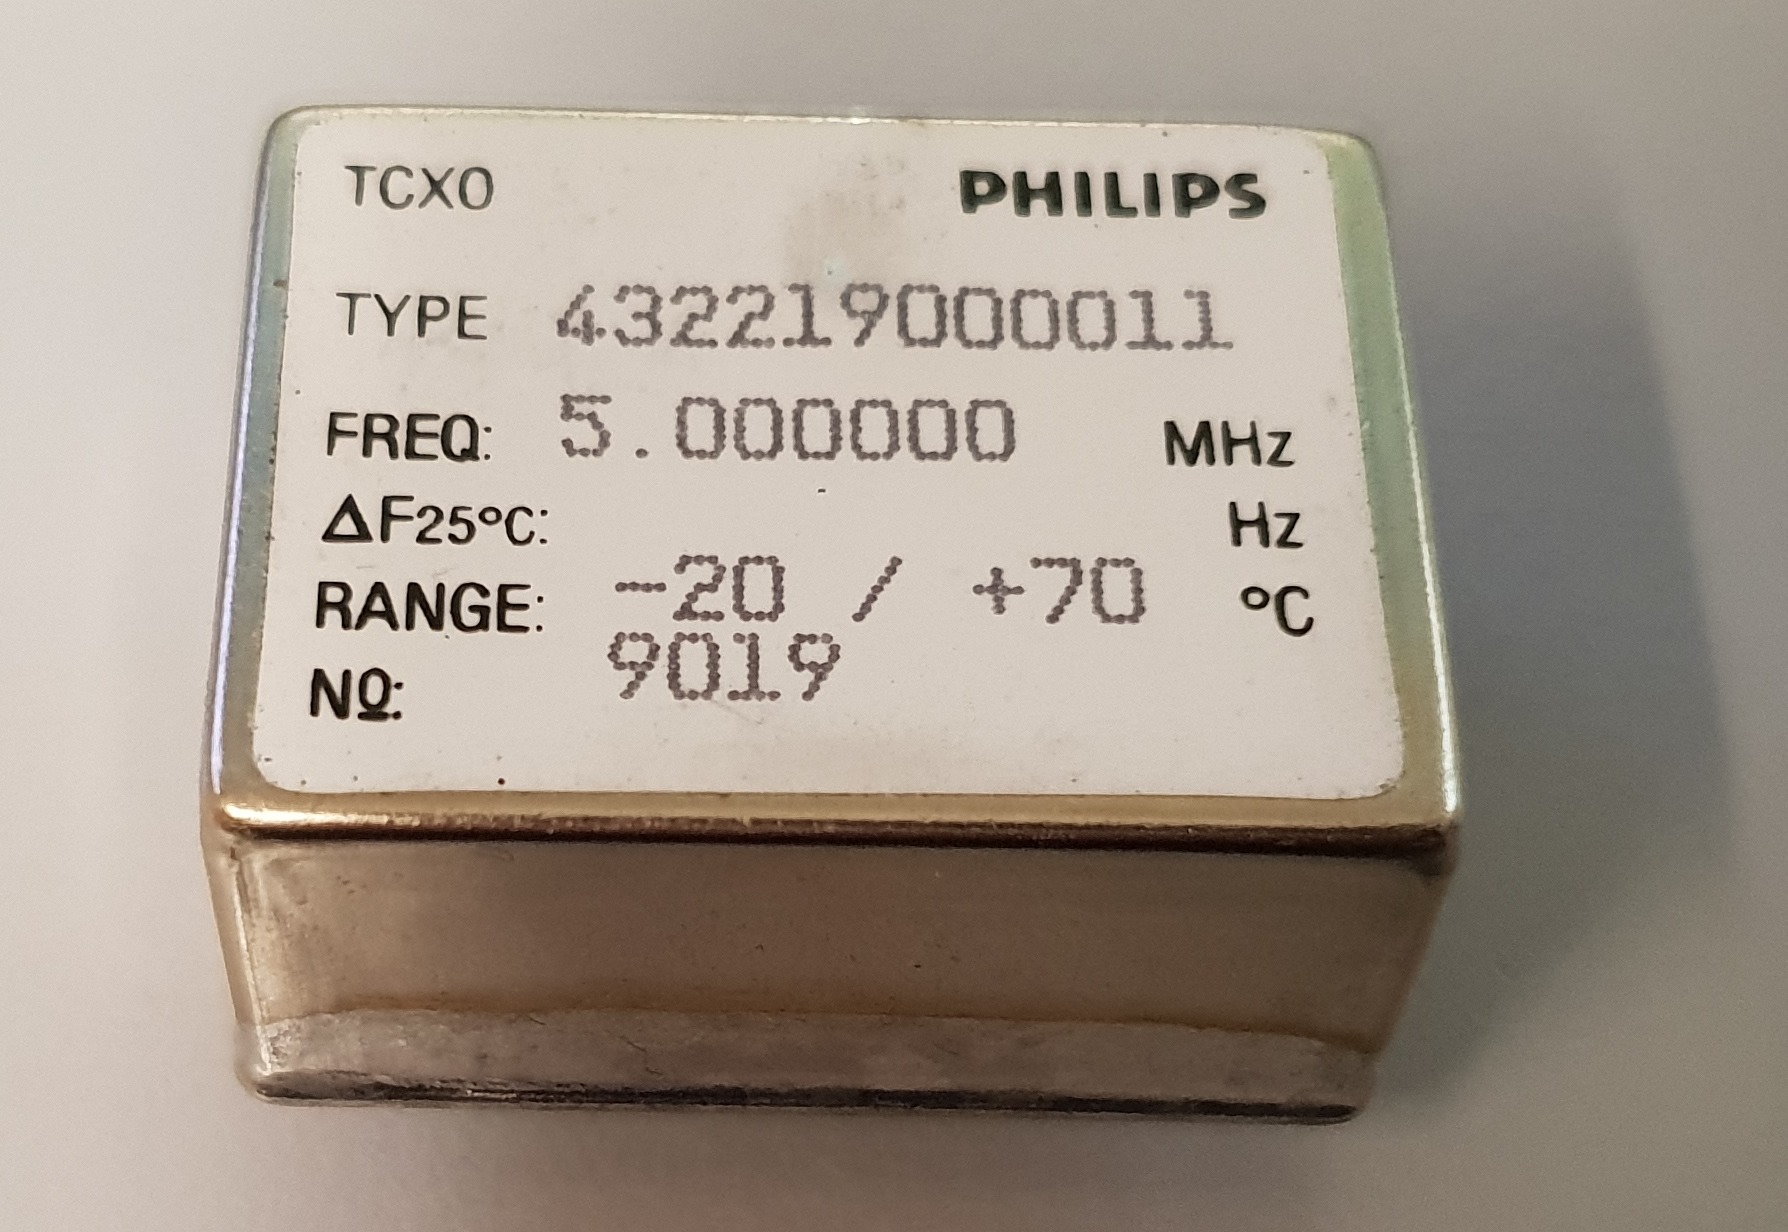 TCXO PHILIPS
TYPE 432219000011
FREQ: 5.000000 MHz
ΔF25°C: Hz
RANGE: -20 / +70 °C
Nº: 9019